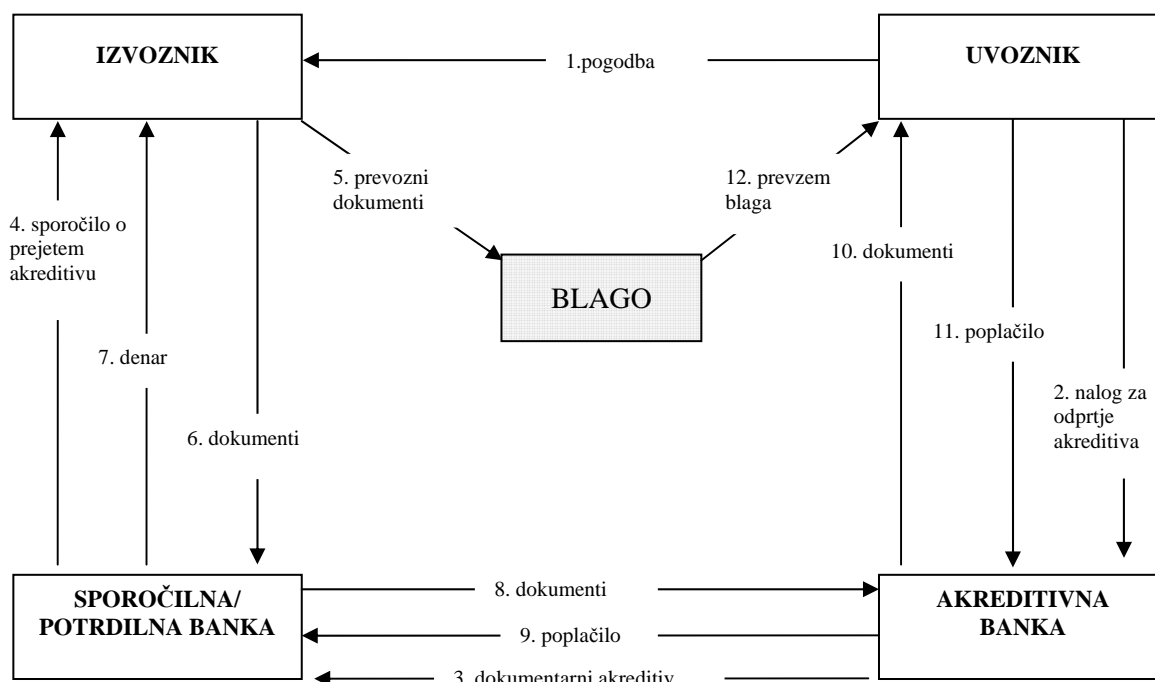 IZVOZNIK
1.pogodba
UVOZNIK
5. prevozni
dokumenti
12. prevzem
blaga
4. sporočilo o
prejetem
akreditivu
10. dokumenti
BLAGO
7. denar
11. poplačilo
2. nalog za
odprtje
akreditiva
6. dokumenti
SPOROČILNA/
POTRDILNA BANKA
8. dokumenti
9. poplačilo
3. dokumentarni akreditiv
AKREDITIVNA
BANKA